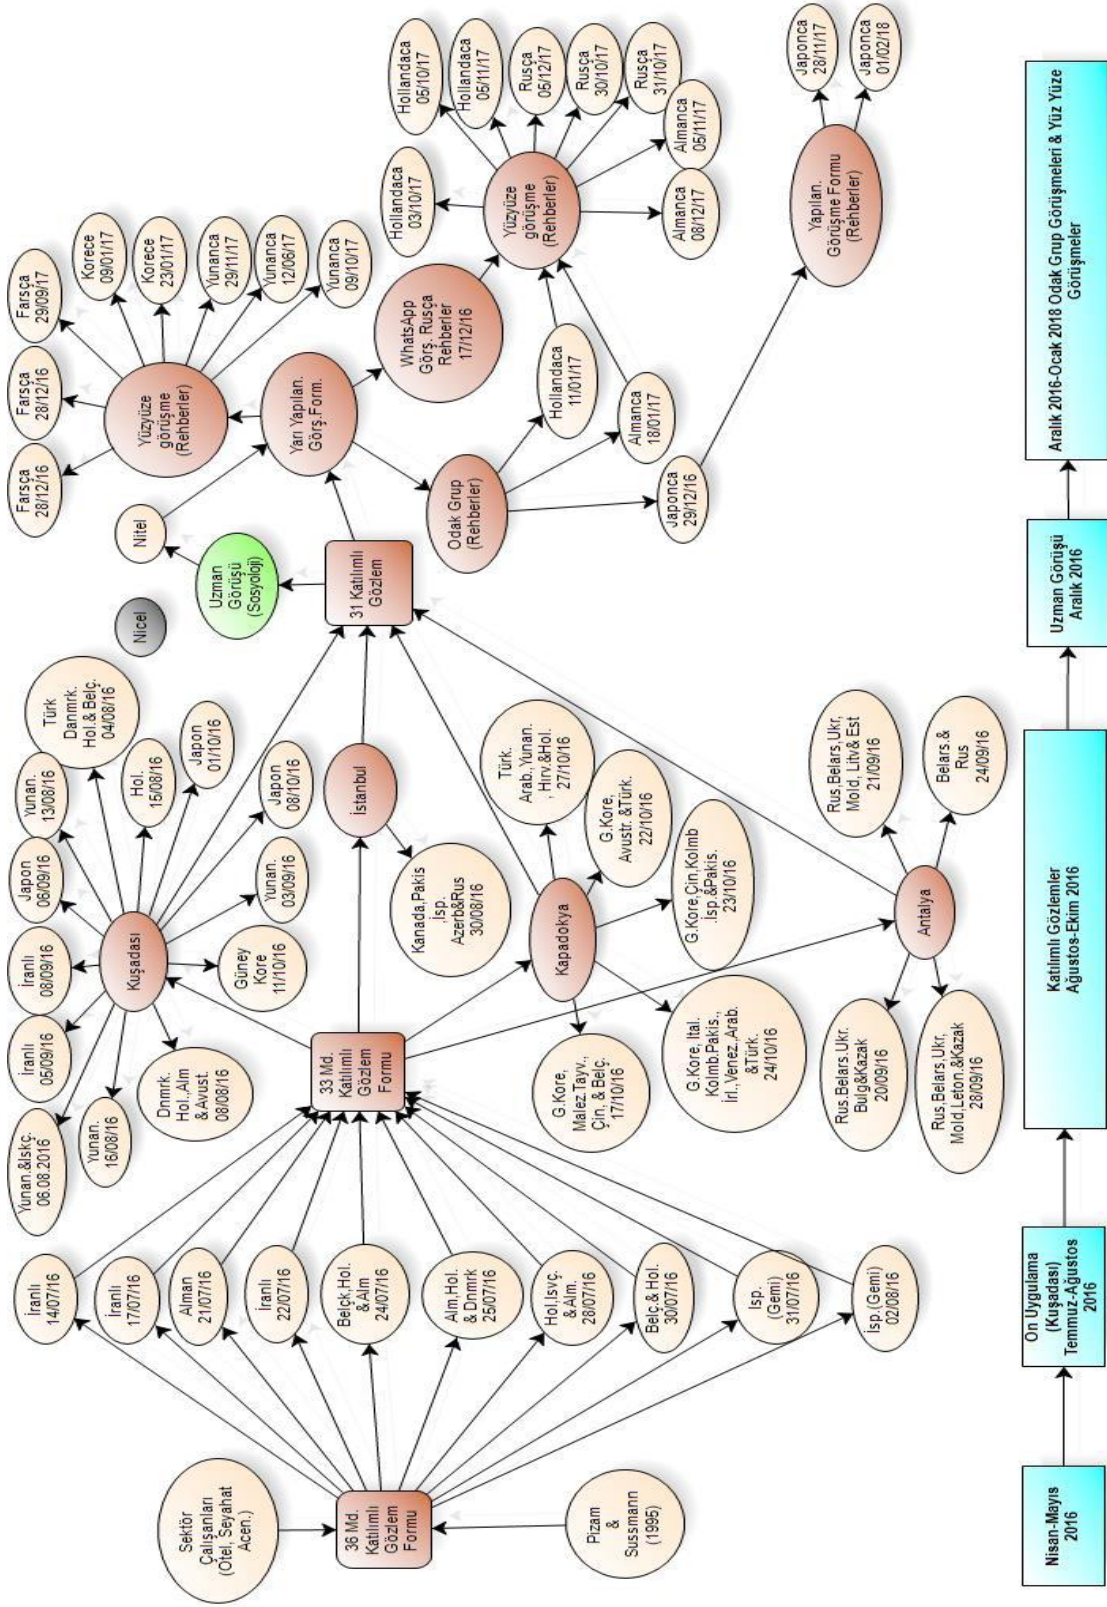 Sektör
Çalışanları
(Otel, Seyahat
Acen.)
36 Md.
Katılımlı
Gözlem
Formu
Pizam
&
Sussmann
(1995)
İranlı
14/07/16
İranlı
17/07/16
Alman
21/07/16
İranlı
22/07/16
Belçk,Hol.
& Alm
24/07/16
Alm,Hol.
& Dnmrk
25/07/16
Hol.Isvç.
& Alm.
28/07/16
Belç.& Hol.
30/07/16
Isp.
(Gemi)
31/07/16
İsp.(Gemi)
02/08/16
33 Md.
Katılımlı
Gözlem
Formu
Kuşadası
Yunan.&Iskç.
06.08.2016
Yunan.
16/08/16
Dnmrk.
Hol.,Alm
& Avust.
08/08/16
İranlı
05/09/16
İranlı
08/09/16
Japon
06/09/16
Yunan.
13/08/16
Türk
Danmrk.
Hol.& Belç.
04/08/16
Hol.
15/08/16
Japon
01/10/16
Japon
08/10/16
Yunan.
03/09/16
Güney
Kore
11/10/16
İstanbul
Kanada,Pakis
,İsp.
Azerb&Rus
30/08/16
Kapadokya
Türk.
Arab.,Yunan.
, Hırv.&Hol.
27/10/16
G.Kore,
Avustr. &Türk.
22/10/16
G.Kore,Çin,Kolmb
.İsp.&Pakis.
23/10/16
G.Kore,
Malez.Tayv.,
Çin, & Belç.
17/10/16
G.Kore, Ital.
Kolmb.Pakis.,
irl.,Venez.,Arab.
&Türk.
24/10/16
Antalya
Rus,Belars,Ukr,
Mold, Litv& Est
21/09/16
Belars.&
Rus
24/09/16
Rus.Belars.Ukr.
Bulg&Kazak
20/09/16
Rus,Belars,Ukr,
Mold,Leton.&Kazak
28/09/16
Nicel
Nitel
Uzman
Görüşü
(Sosyoloji)
31 Katılımlı
Gözlem
Yarı Yapılan.
Görş.Form.
Yüzyüze
görüşme
(Rehberler)
Farsça
28/12/16
Farsça
28/12/16
Farsça
29/09/17
Korece
09/01/17
Korece
23/01/17
Yunanca
29/11/17
Yunanca
12/06/17
Yunanca
09/10/17
WhatsApp
Görş. Rusça
Rehberler
17/12/16
Odak Grup
(Rehberler)
Hollandaca
11/01/17
Almanca
18/01/17
Japonca
29/12/16
Yüzyüze
görüşme
(Rehberler)
Hollandaca
03/10/17
Hollandaca
05/10/17
Hollandaca
05/11/17
Rusça
05/12/17
Rusça
30/10/17
Rusça
31/10/17
Almanca
05/11/17
Almanca
08/12/17
Yapılan.
Görüşme Formu
(Rehberler)
Japonca
28/11/17
Japonca
01/02/18
Nisan-Mayıs
2016
On Uygulama
(Kuşadası)
Temmuz-Ağustos
2016
Katılımlı Gözlemler
Ağustos-Ekim 2016
Uzman Görüşü
Aralık 2016
Aralık 2016-Ocak 2018 Odak Grup Görüşmeleri & Yüz Yüze
Görüşmeler